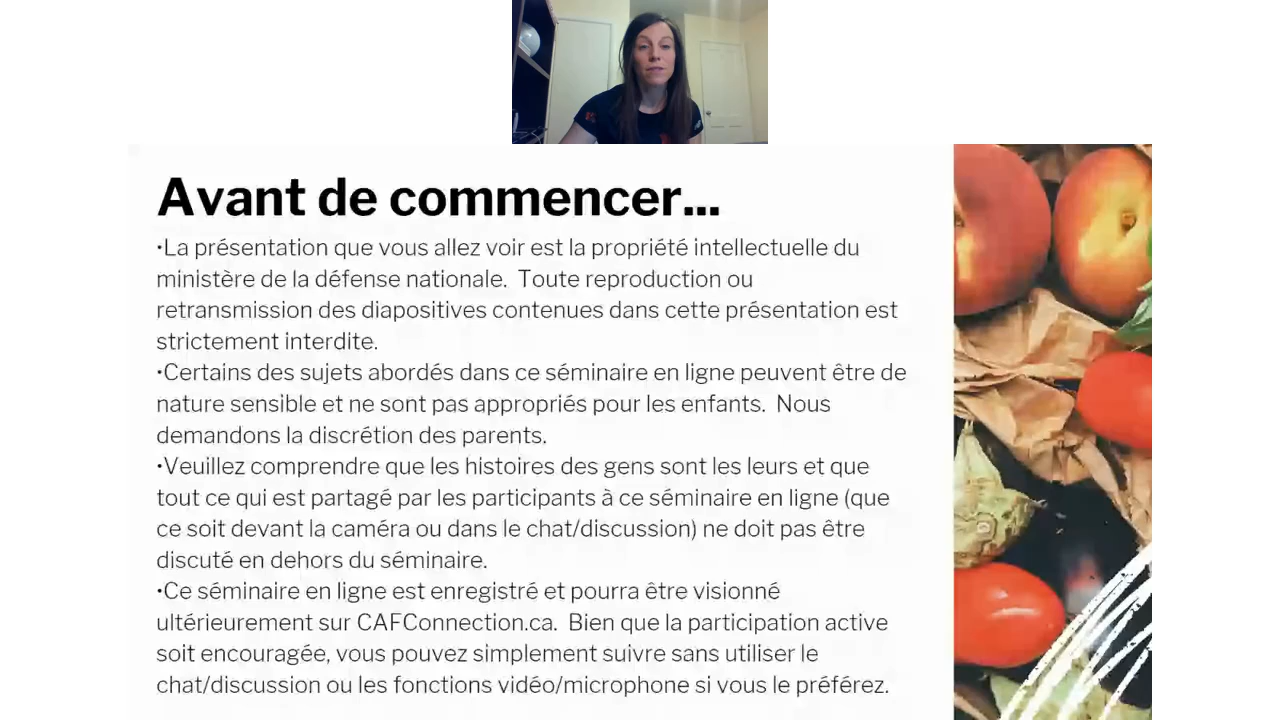 Avant de commencer...
•La présentation que vous allez voir est la propriété intellectuelle du
ministère de la défense nationale.  Toute reproduction ou
retransmission des diapositives contenues dans cette présentation est
strictement interdite.
•Certains des sujets abordés dans ce séminaire en ligne peuvent être de
nature sensible et ne sont pas appropriés pour les enfants.  Nous
demandons la discrétion des parents.
•Veuillez comprendre que les histoires des gens sont les leurs et que
tout ce qui est partagé par les participants à ce séminaire en ligne (que
ce soit devant la caméra ou dans le chat/discussion) ne doit pas être
discuté en dehors du séminaire.
•Ce séminaire en ligne est enregistré et pourra être visionné
ultérieurement sur CAFConnection.ca.  Bien que la participation active
soit encouragée, vous pouvez simplement suivre sans utiliser le
chat/discussion ou les fonctions vidéo/microphone si vous le préférez.